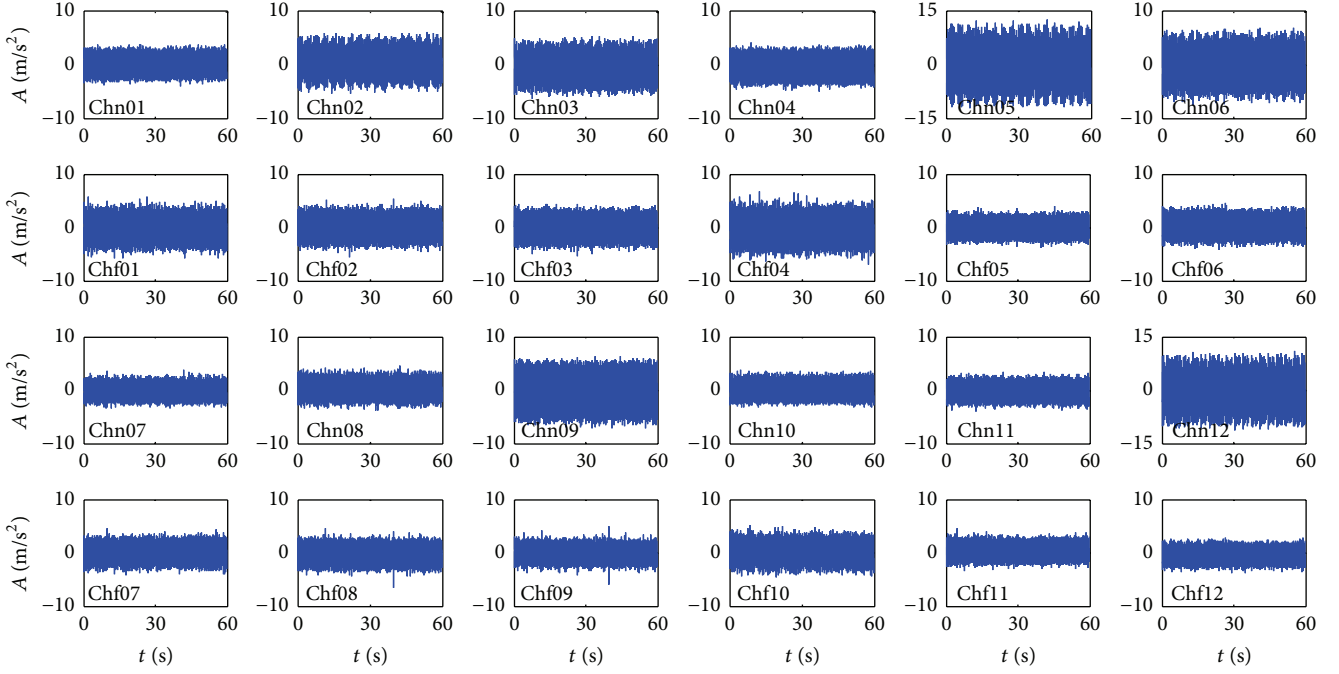 10 10 10 10 15 10
A (m/s²) 0 0 0 0 0 0
Chn01 Chn02 Chn03 Chn04 Chn05 Chn06
−10 −10 −10 −10 −15 −10
0 30 60 0 30 60 0 30 60 0 30 60 0 30 60 0 30 60
10 10 10 10 10 10
A (m/s²) 0 0 0 0 0 0
Chf01 Chf02 Chf03 Chf04 Chf05 Chf06
−10 −10 −10 −10 −10 −10
0 30 60 0 30 60 0 30 60 0 30 60 0 30 60 0 30 60
10 10 10 10 10 15
A (m/s²) 0 0 0 0 0 0
Chn07 Chn08 Chn09 Chn10 Chn11 Chn12
−10 −10 −10 −10 −10 −15
0 30 60 0 30 60 0 30 60 0 30 60 0 30 60 0 30 60
10 10 10 10 10 10
A (m/s²) 0 0 0 0 0 0
Chf07 Chf08 Chf09 Chf10 Chf11 Chf12
−10 −10 −10 −10 −10 −10
0 30 60 0 30 60 0 30 60 0 30 60 0 30 60 0 30 60
t (s) t (s) t (s) t (s) t (s) t (s)